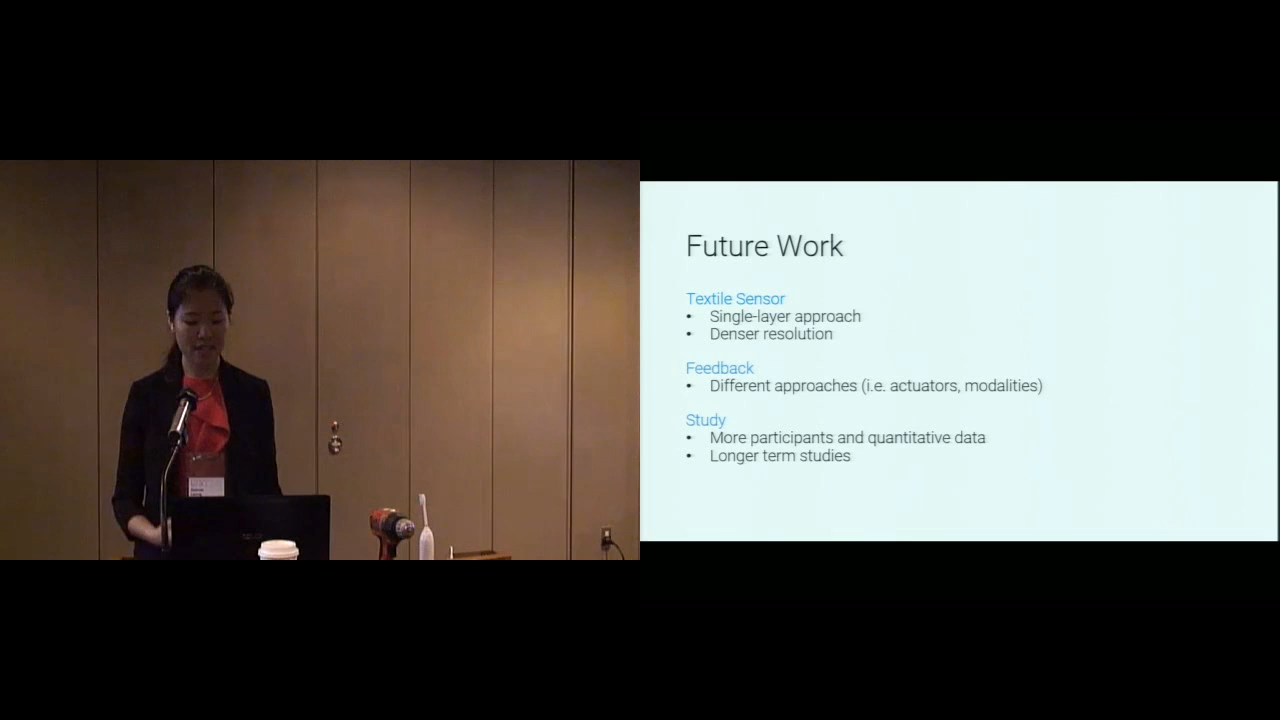 Future Work
Textile Sensor
• Single-layer approach
• Denser resolution
Feedback
• Different approaches (i.e. actuators, modalities)
Study
• More participants and quantitative data
• Longer term studies